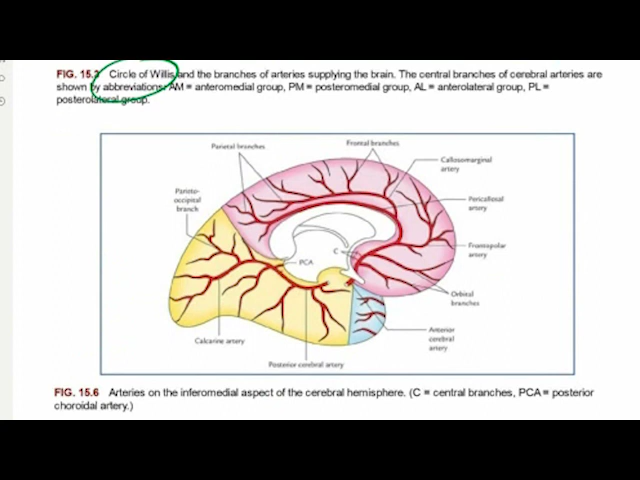 FIG. 15.3 Circle of Willis and the branches of arteries supplying the brain. The central branches of cerebral arteries are
shown by abbreviations. AM = anteromedial group, PM = posteromedial group, AL = anterolateral group, PL =
posterolateral group.
Parietal branches
Frontal branches
Callosomarginal
artery
Parieto-
occipital
branch
Pericallosal
artery
C
PCA
Frontopolar
artery
Orbital
branches
Calcarine artery
Anterior
cerebral
artery
Posterior cerebral artery
FIG. 15.6 Arteries on the inferomedial aspect of the cerebral hemisphere. (C = central branches, PCA = posterior
choroidal artery.)